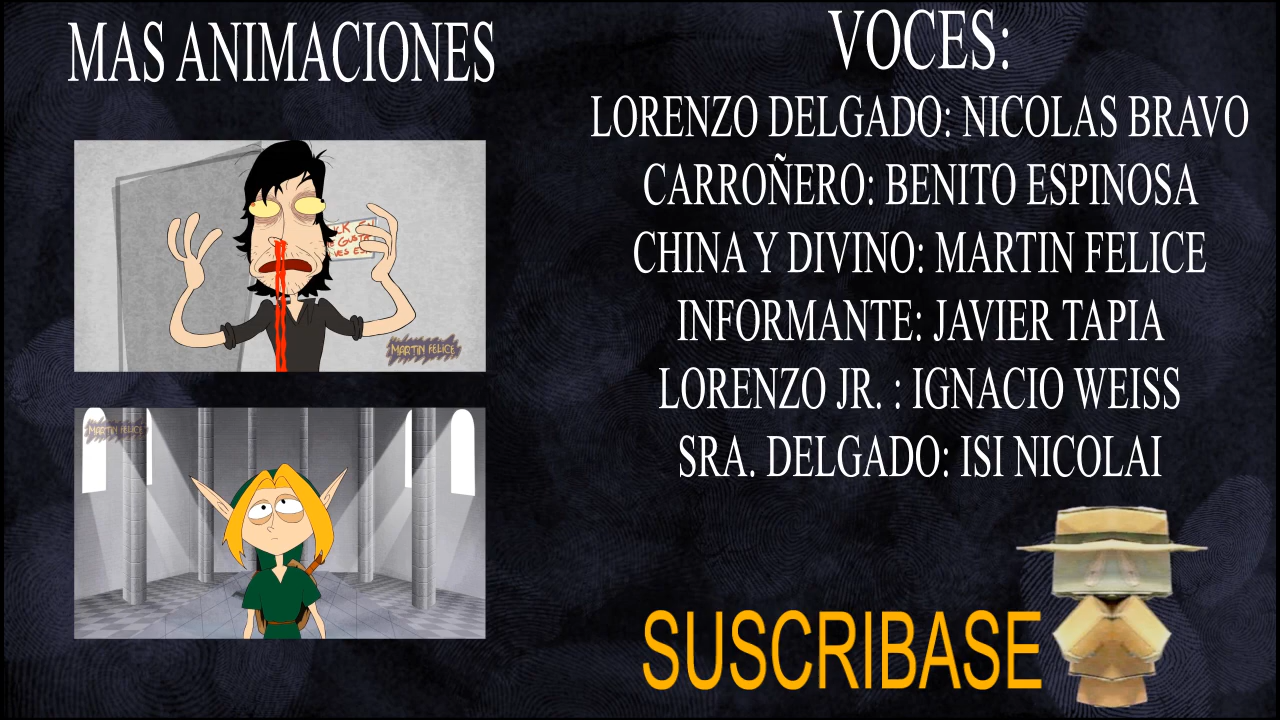 MAS ANIMACIONES
MARTIN FELICE
MARTIN FELICE
VOCES:
LORENZO DELGADO: NICOLAS BRAVO
CARROÑERO: BENITO ESPINOSA
CHINA Y DIVINO: MARTIN FELICE
INFORMANTE: JAVIER TAPIA
LORENZO JR. : IGNACIO WEISS
SRA. DELGADO: ISI NICOLAI
SUSCRIBASE